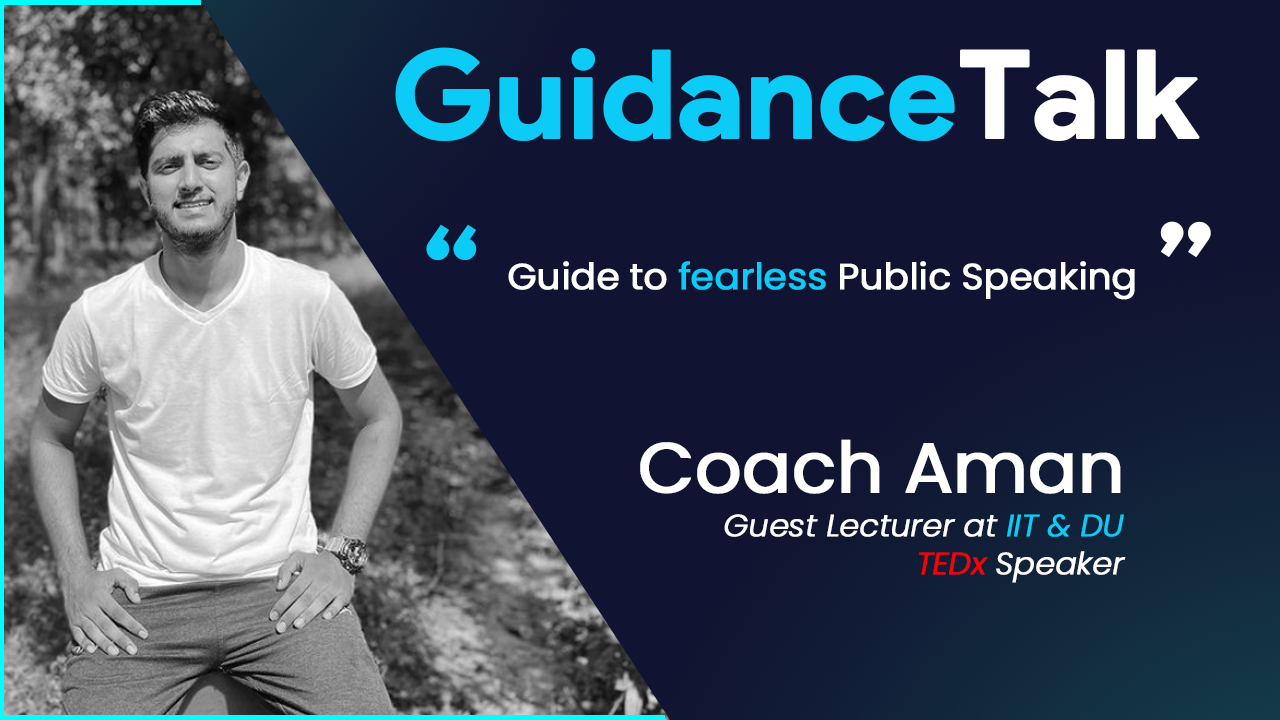 GuidanceTalk
“ Guide to fearless Public Speaking ”
Coach Aman
Guest Lecturer at IIT & DU
TEDx Speaker